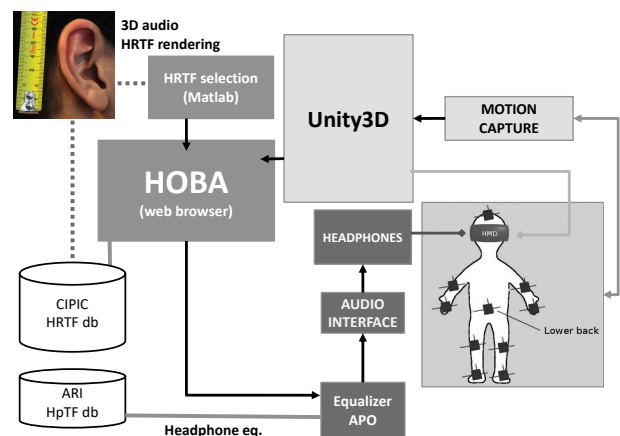 3D audio
HRTF rendering
HRTF selection
(Matlab)
Unity3D
MOTION
CAPTURE
HOBA
(web browser)
HEADPHONES
HMD
CIPIC
HRTF db
AUDIO
INTERFACE
Lower back
ARI
HpTF db
Equalizer
APO
Headphone eq.